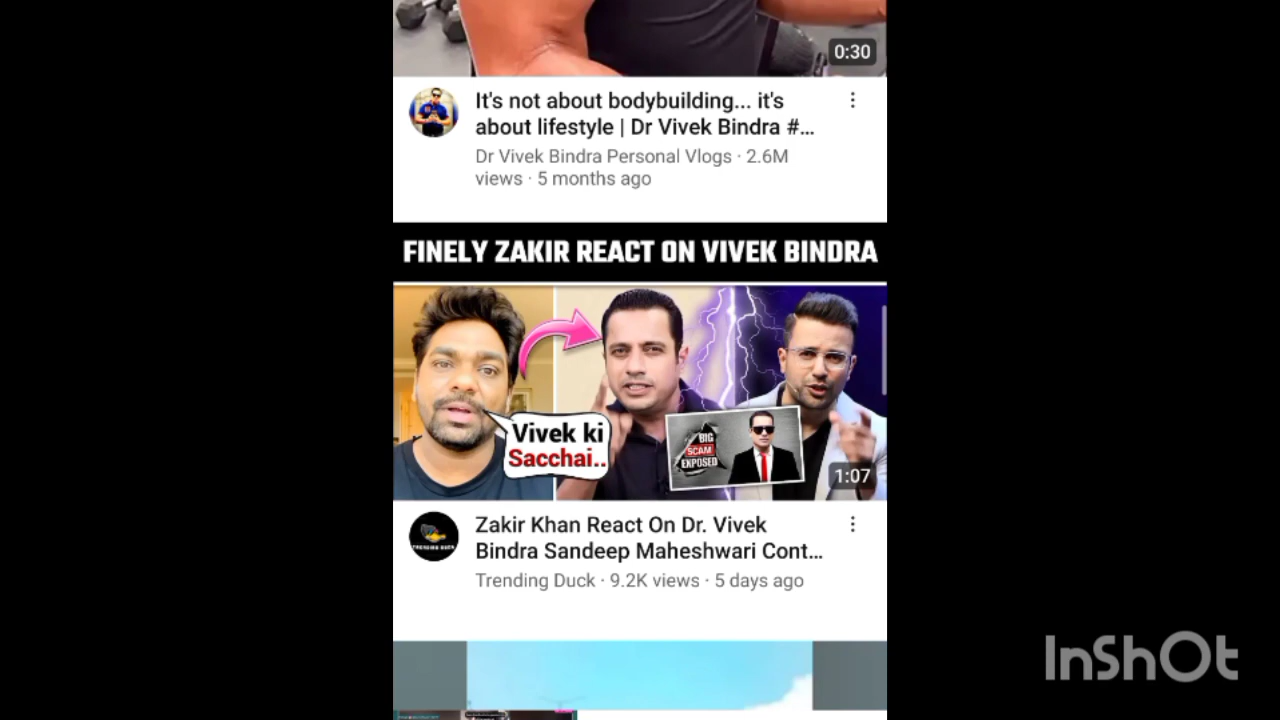 0:30
It's not about bodybuilding... it's
about lifestyle | Dr Vivek Bindra #...
Dr Vivek Bindra Personal Vlogs · 2.6M
views · 5 months ago
FINELY ZAKIR REACT ON VIVEK BINDRA
Vivek ki
Sacchai..
BIG
SCAM
EXPOSED
1:07
Zakir Khan React On Dr. Vivek
Bindra Sandeep Maheshwari Cont...
TRENDING DUCK
Trending Duck · 9.2K views · 5 days ago
InShOt